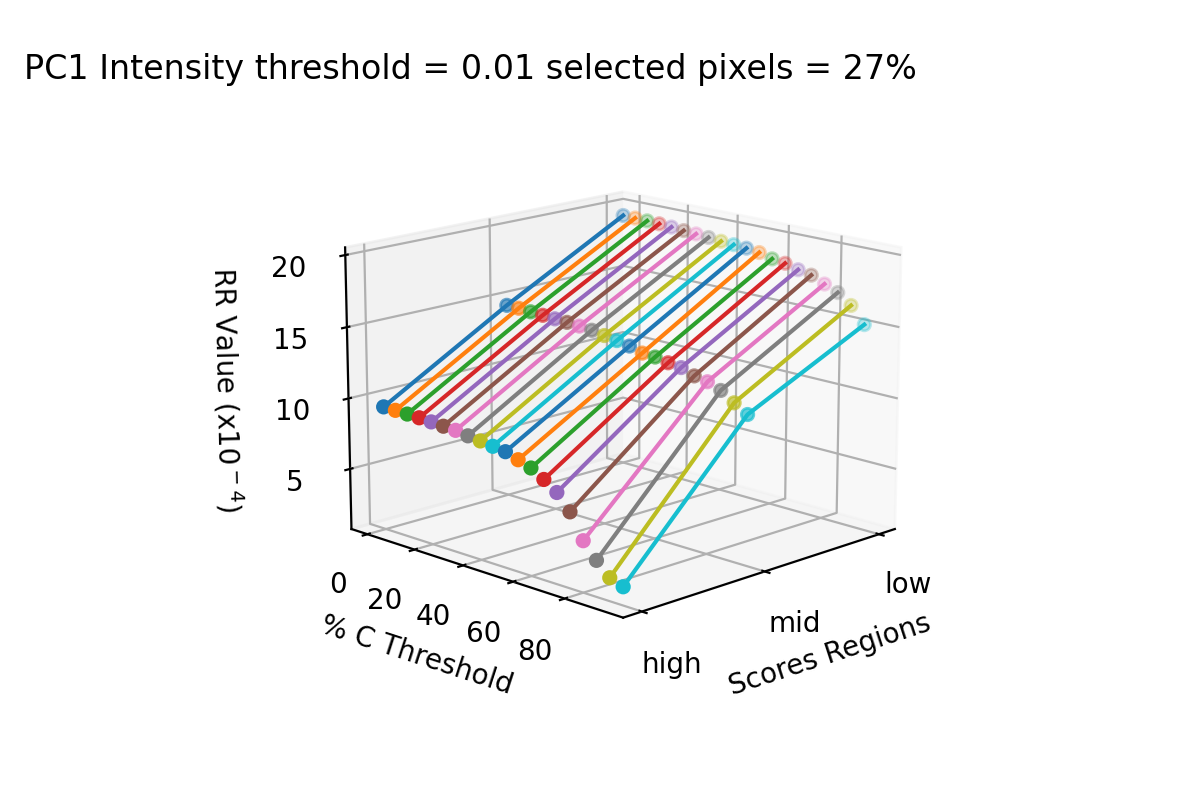 PC1 Intensity threshold = 0.01 selected pixels = 27%
20
15
10
5
RR Value (x10⁻⁴)
0
20
40
60
80
% C Threshold
high
mid
low
Scores Regions